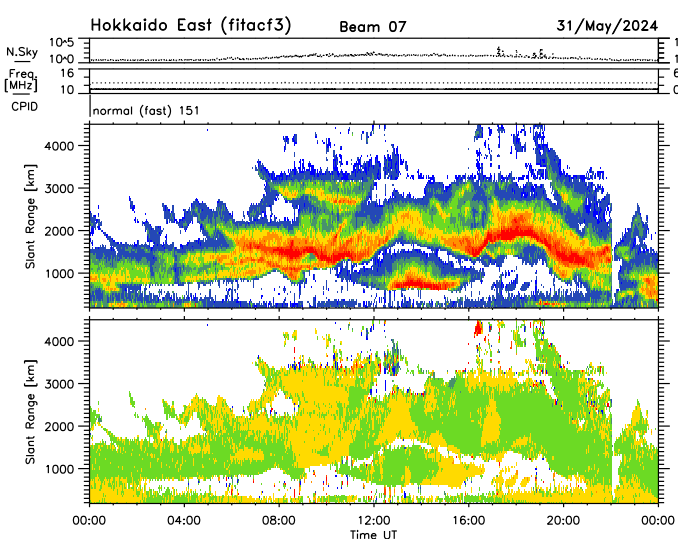 Hokkaido East (fitacf3) Beam 07 31/May/2024
10^5
N.Sky
10^0
1
1
Freq. 16 6
[MHz] 10 0
CPID
normal (fast) 151
4000
3000
2000
1000
Slant Range [km]
4000
3000
2000
1000
Slant Range [km]
00:00 04:00 08:00 12:00 16:00 20:00 00:00
Time UT